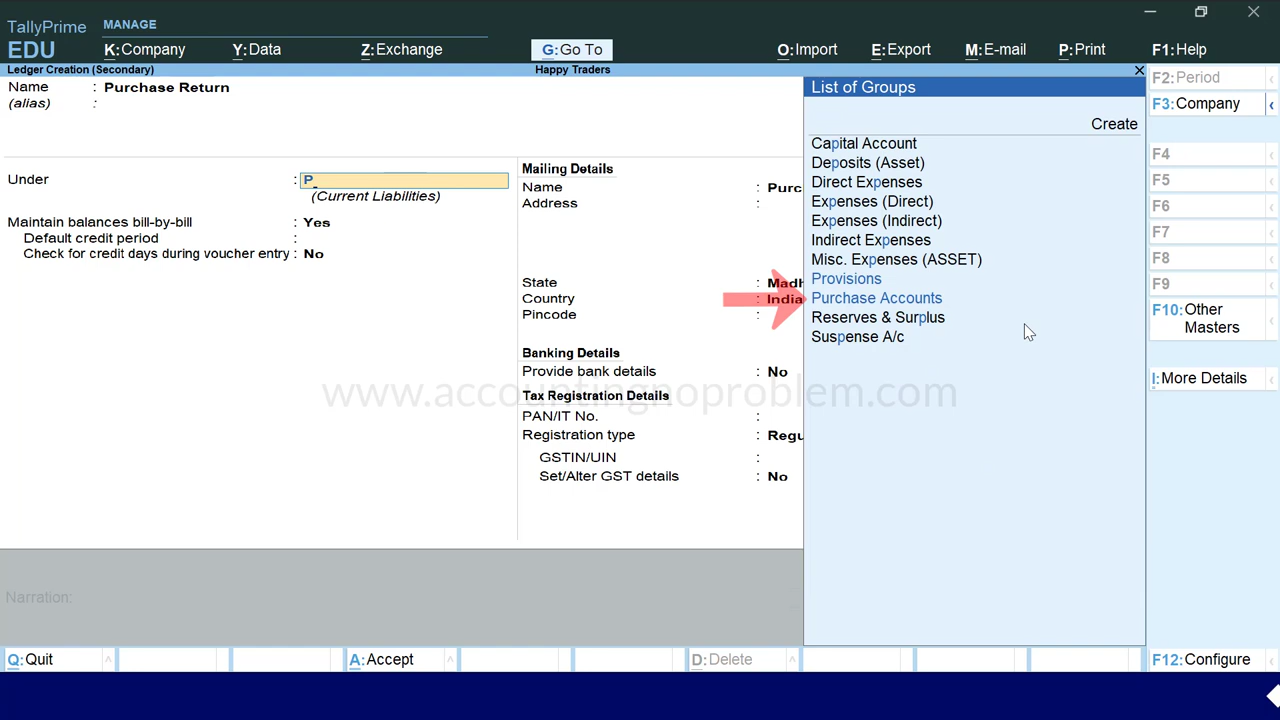 TallyPrime
EDU
MANAGE
K:Company
Y:Data
Z:Exchange
G:Go To
O:Import
E:Export
M:E-mail
P:Print
F1:Help
Ledger Creation (Secondary)
Happy Traders
Name : Purchase Return
(alias) :
Under : P
(Current Liabilities)
Maintain balances bill-by-bill : Yes
Default credit period :
Check for credit days during voucher entry : No
Mailing Details
Name : Purc
Address :
State : Madh
Country : India
Pincode :
Banking Details
Provide bank details : No
Tax Registration Details
PAN/IT No. :
Registration type : Regu
GSTIN/UIN :
Set/Alter GST details : No
List of Groups
Create
Capital Account
Deposits (Asset)
Direct Expenses
Expenses (Direct)
Expenses (Indirect)
Indirect Expenses
Misc. Expenses (ASSET)
Provisions
Purchase Accounts
Reserves & Surplus
Suspense A/c
F2:Period
F3:Company
F4
F5
F6
F7
F8
F9
F10:Other
Masters
I:More Details
F12:Configure
www.accountingnoproblem.com
Narration:
Q:Quit
A:Accept
D:Delete